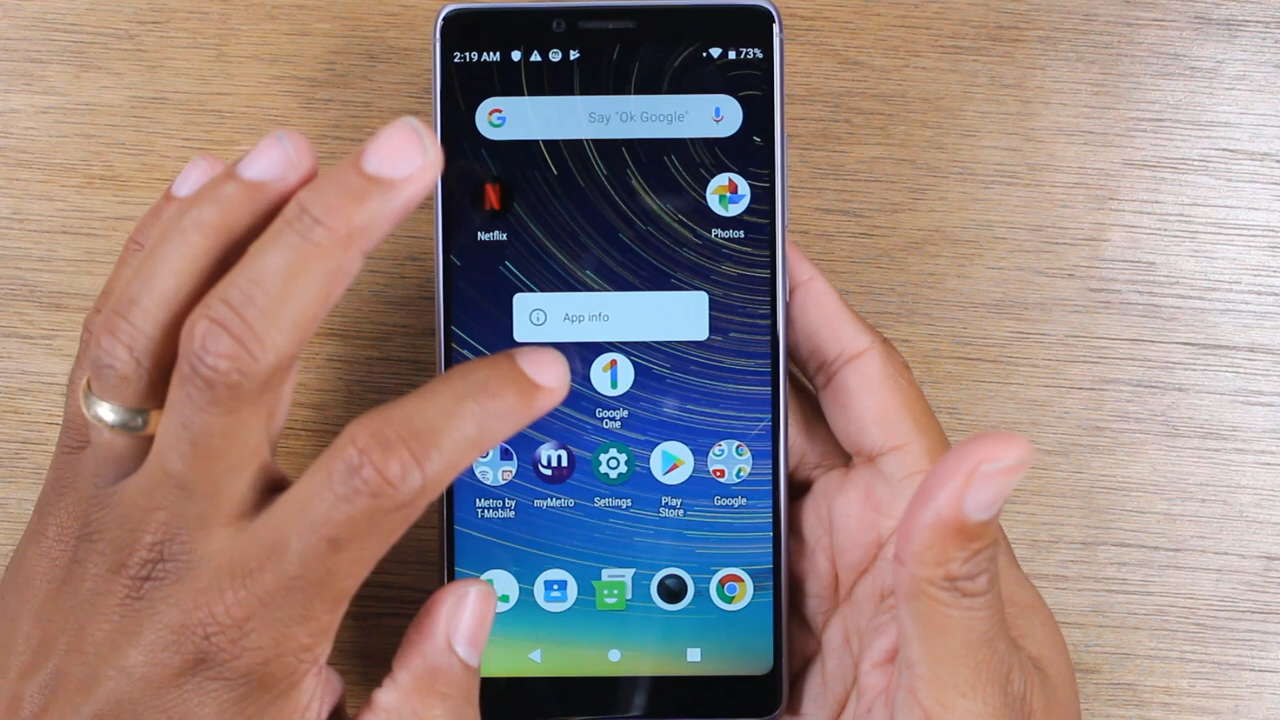 2:19 AM
73%
Say "Ok Google"
Netflix
Photos
App info
Google
One
Metro by
T-Mobile
myMetro
Settings
Play
Store
Google